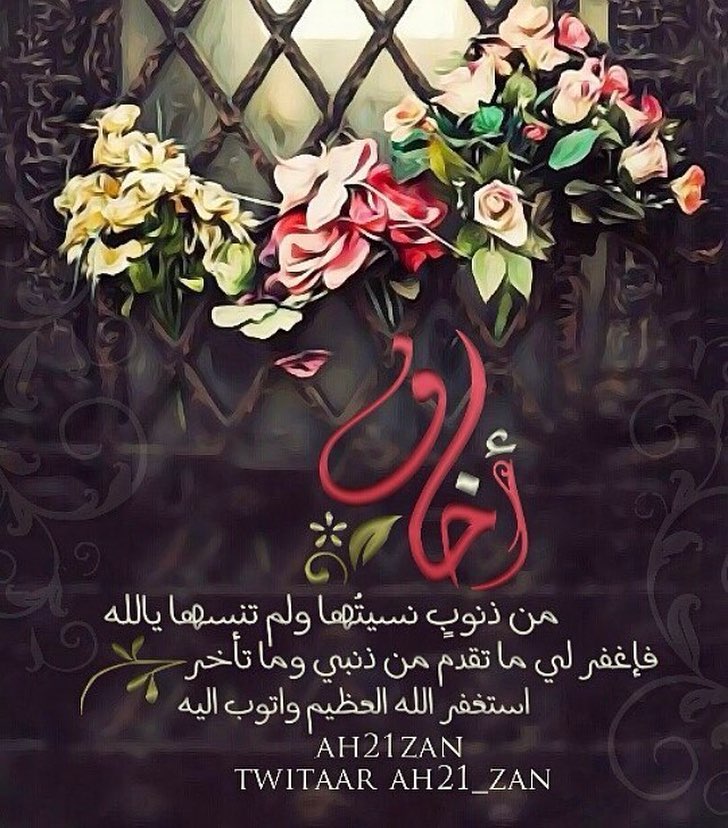 أخاف
من ذنوبٍ نسيتُها ولم تنسها يالله
فإغفر لي ما تقدم من ذنبي وما تأخر
استغفر الله العظيم واتوب اليه
AH21ZAN
TWITAAR AH21_ZAN